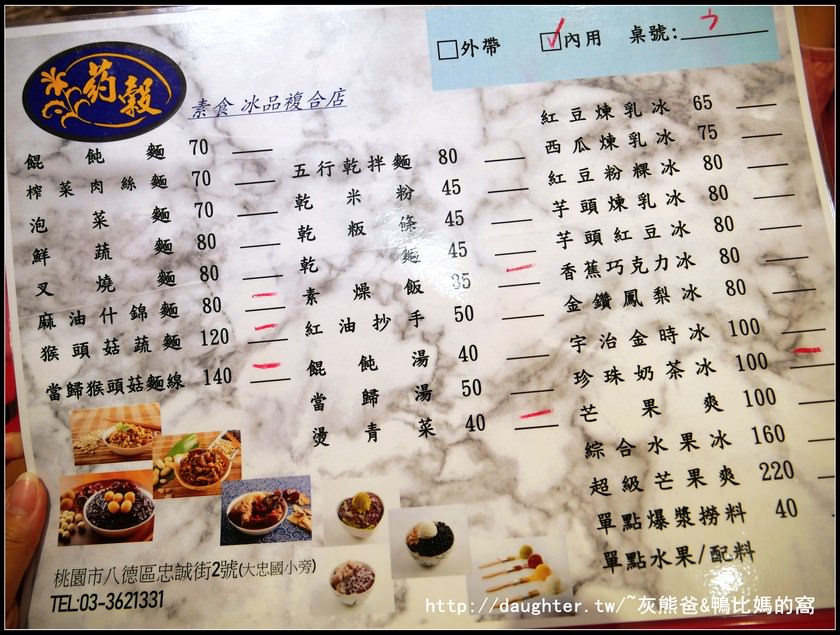 药穀
素食 冰品複合店
□外帶 ☑內用 桌號: 5
餛飩麵 70
榨菜肉絲麵 70
泡菜麵 70
鮮蔬麵 80
叉燒麵 80
麻油什錦麵 80
猴頭菇蔬麵 120
當歸猴頭菇麵線 140
五行乾拌麵 80
乾米粉 45
乾粄條 45
乾麵 45
素燥飯 35
紅油抄手 50
餛飩湯 40
當歸湯 50
燙青菜 40
紅豆煉乳冰 65
西瓜煉乳冰 75
紅豆粉粿冰 80
芋頭煉乳冰 80
芋頭紅豆冰 80
香蕉巧克力冰 80
金鑽鳳梨冰 80
宇治金時冰 100
珍珠奶茶冰 100
芒果爽 100
綜合水果冰 160
超級芒果爽 220
單點爆漿撈料 40
單點水果/配料
桃園市八德區忠誠街2號(大忠國小旁)
TEL:03-3621331
http://daughter.tw/~灰熊爸&鴨比媽的窩